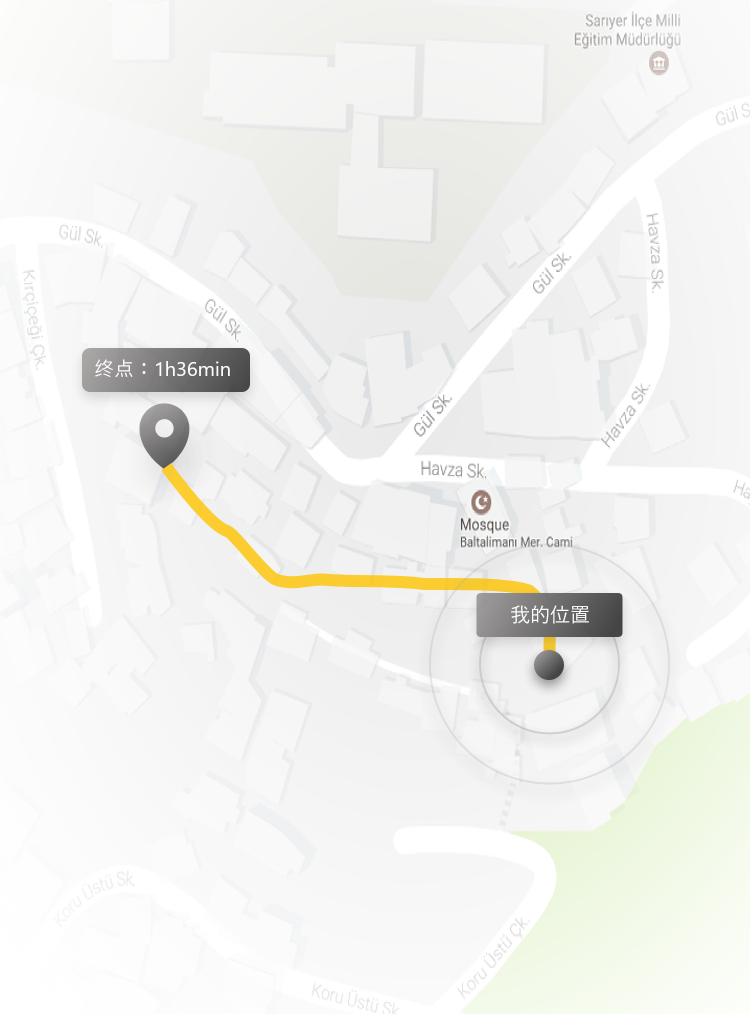 Sarıyer İlçe Milli
Eğitim Müdürlüğü
Gül S
Gül Sk.
Havza Sk.
Gül Sk.
Kırçiçeği Çk.
Gül Sk.
终点：1h36min
Havza Sk.
Gül Sk.
Havza Sk.
Ha
Mosque
Baltalimanı Mer. Cami
我的位置
Koru Üstü Sk
Koru Üstü Çk.
Koru Üstü Sk